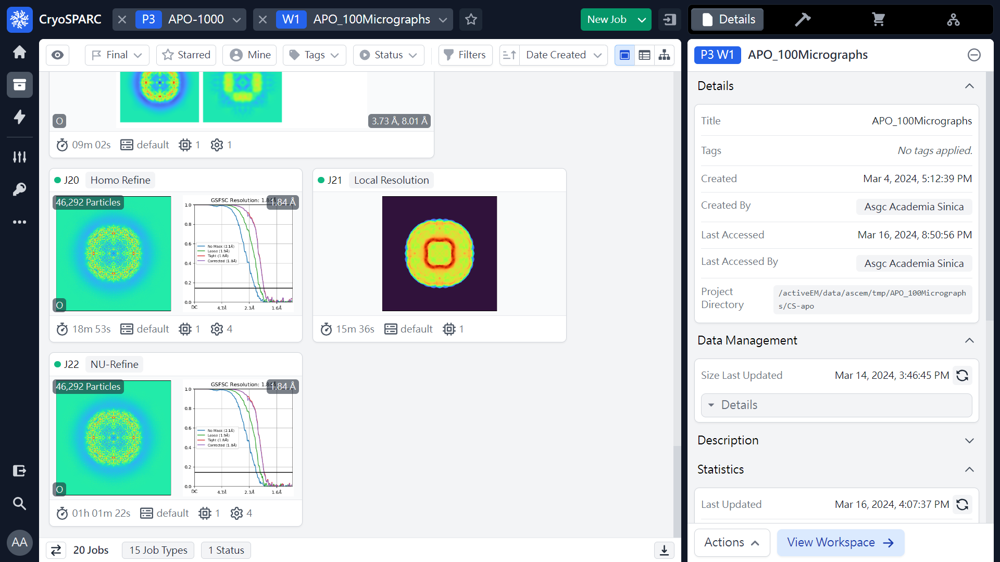 CryoSPARC
P3 APO-1000
W1 APO_100Micrographs
New Job
Details
Final
Starred
Mine
Tags
Status
Filters
Date Created
O
3.73 Å, 8.01 Å
09m 02s default 1 1
J20 Homo Refine
46,292 Particles
O
GSFSC Resolution: 1.84
1.84 Å
1.0
0.8
0.6
0.4
0.2
0.0
No Mask (2.1Å)
Loose (1.9Å)
Tight (1.8Å)
Corrected (1.8Å)
DC 4.7Å 2.3Å 1.6Å
18m 53s default 1 4
J21 Local Resolution
15m 36s default 1
J22 NU-Refine
46,292 Particles
O
GSFSC Resolution: 1.8
1.84 Å
1.0
0.8
0.6
0.4
0.2
0.0
No Mask (2.1Å)
Loose (1.9Å)
Tight (1.8Å)
Corrected (1.8Å)
DC 4.7Å 2.3Å 1.6Å
01h 01m 22s default 1 4
AA
20 Jobs 15 Job Types 1 Status
P3 W1 APO_100Micrographs
Details
Title APO_100Micrographs
Tags No tags applied.
Created Mar 4, 2024, 5:12:39 PM
Created By Asgc Academia Sinica
Last Accessed Mar 16, 2024, 8:50:56 PM
Last Accessed By Asgc Academia Sinica
Project Directory
/activeEM/data/ascem/tmp/APO_100Micrograph
s/CS-apo
Data Management
Size Last Updated Mar 14, 2024, 3:46:45 PM
Details
Description
Statistics
Last Updated Mar 16, 2024, 4:07:37 PM
Actions
View Workspace